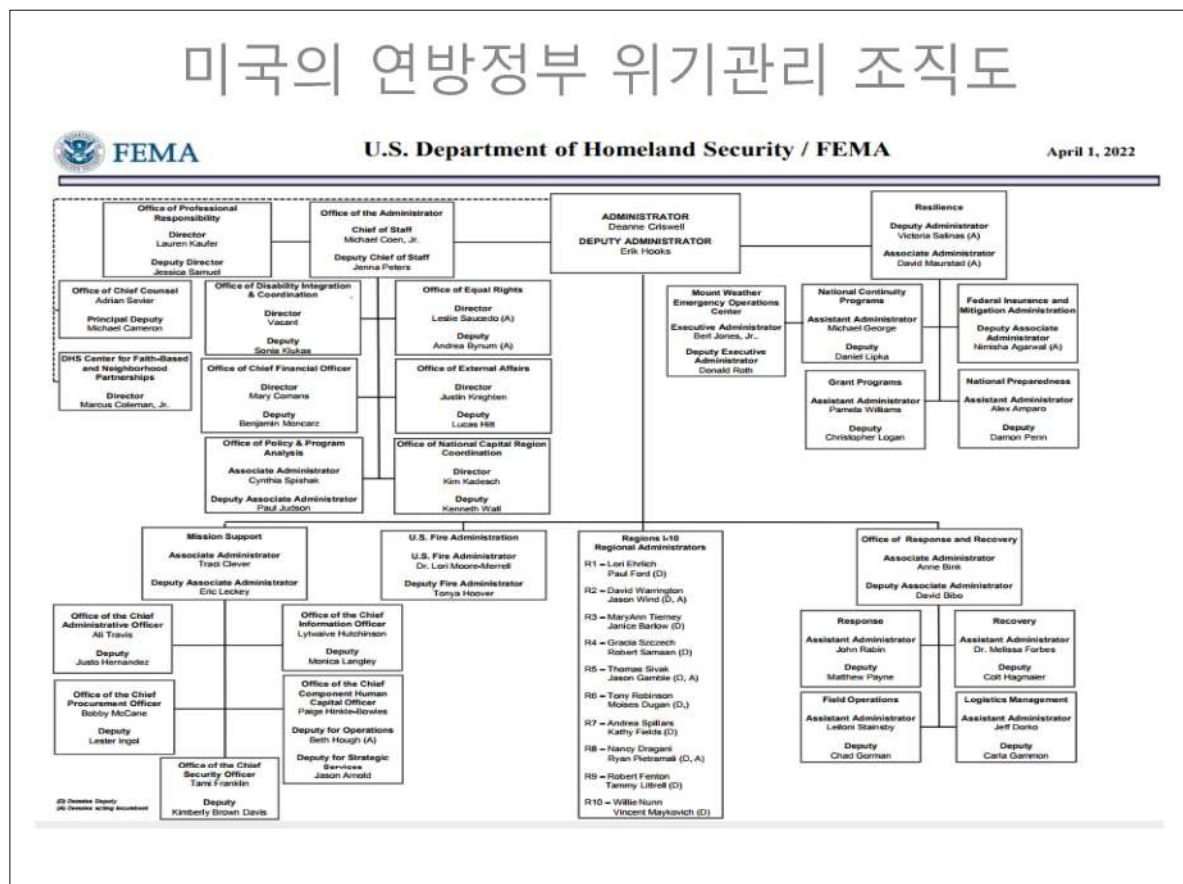 미국의 연방정부 위기관리 조직도
FEMA
U.S. Department of Homeland Security / FEMA
April 1, 2022
Office of Professional
Responsibility
Director
Lauren Kaufer
Deputy Director
Jessica Samuel
Office of the Administrator
Chief of Staff
Michael Coen, Jr.
Deputy Chief of Staff
Jenna Peters
ADMINISTRATOR
Deanne Criswell
DEPUTY ADMINISTRATOR
Erik Hooks
Resilience
Deputy Administrator
Victoria Salinas (A)
Associate Administrator
David Maurstad (A)
Office of Chief Counsel
Adrian Sevier
Principal Deputy
Michael Cameron
Office of Disability Integration
& Coordination
Director
Vacant
Deputy
Sonia Klukas
Office of Equal Rights
Director
Leslie Saucedo (A)
Deputy
Andrea Bynum (A)
Mount Weather
Emergency Operations
Center
Executive Administrator
Bert Jones, Jr.
Deputy Executive
Administrator
Donald Roth
National Continuity
Programs
Assistant Administrator
Michael George
Deputy
Daniel Lipka
Federal Insurance and
Mitigation Administration
Deputy Associate
Administrator
Nimisha Agarwal (A)
DHS Center for Faith-Based
and Neighborhood
Partnerships
Director
Marcus Coleman, Jr.
Office of Chief Financial Officer
Director
Mary Comans
Deputy
Benjamin Moncarz
Office of External Affairs
Director
Justin Knighten
Deputy
Lucas Hitt
Grant Programs
Assistant Administrator
Pamela Williams
Deputy
Christopher Logan
National Preparedness
Assistant Administrator
Alex Amparo
Deputy
Damon Penn
Office of Policy & Program
Analysis
Associate Administrator
Cynthia Spishak
Deputy Associate Administrator
Paul Judson
Office of National Capital Region
Coordination
Director
Kim Kadesch
Deputy
Kenneth Wall
Mission Support
Associate Administrator
Traci Clever
Deputy Associate Administrator
Eric Leckey
U.S. Fire Administration
U.S. Fire Administrator
Dr. Lori Moore-Merrell
Deputy Fire Administrator
Tonya Hoover
Regions I-10
Regional Administrators
R1 – Lori Ehrlich
Paul Ford (D)
R2 – David Warrington
Jason Wind (D, A)
R3 – MaryAnn Tierney
Janice Barlow (D)
R4 – Gracia Szczech
Robert Samaan (D)
R5 – Thomas Sivak
Jason Gamble (D, A)
R6 – Tony Robinson
Moises Dugan (D,)
R7 – Andrea Spillars
Kathy Fields (D)
R8 – Nancy Dragani
Ryan Pietramali (D, A)
R9 – Robert Fenton
Tammy Littrell (D)
R10 – Willie Nunn
Vincent Maykovich (D)
Office of Response and Recovery
Associate Administrator
Anne Bink
Deputy Associate Administrator
David Bibo
Office of the Chief
Administrative Officer
Ali Travis
Deputy
Justo Hernandez
Office of the Chief
Information Officer
Lytwaive Hutchinson
Deputy
Monica Langley
Response
Assistant Administrator
John Rabin
Deputy
Matthew Payne
Recovery
Assistant Administrator
Dr. Melissa Forbes
Deputy
Colt Hagmaier
Office of the Chief
Procurement Officer
Bobby McCane
Deputy
Lester Ingol
Office of the Chief
Component Human
Capital Officer
Paige Hinkle-Bowles
Deputy for Operations
Beth Hough (A)
Deputy for Strategic
Services
Jason Arnold
Field Operations
Assistant Administrator
Leiloni Stainsby
Deputy
Chad Gorman
Logistics Management
Assistant Administrator
Jeff Dorko
Deputy
Carla Gammon
Office of the Chief
Security Officer
Tami Franklin
Deputy
Kimberly Brown Davis
(D) Denotes Deputy
(A) Denotes acting incumbent